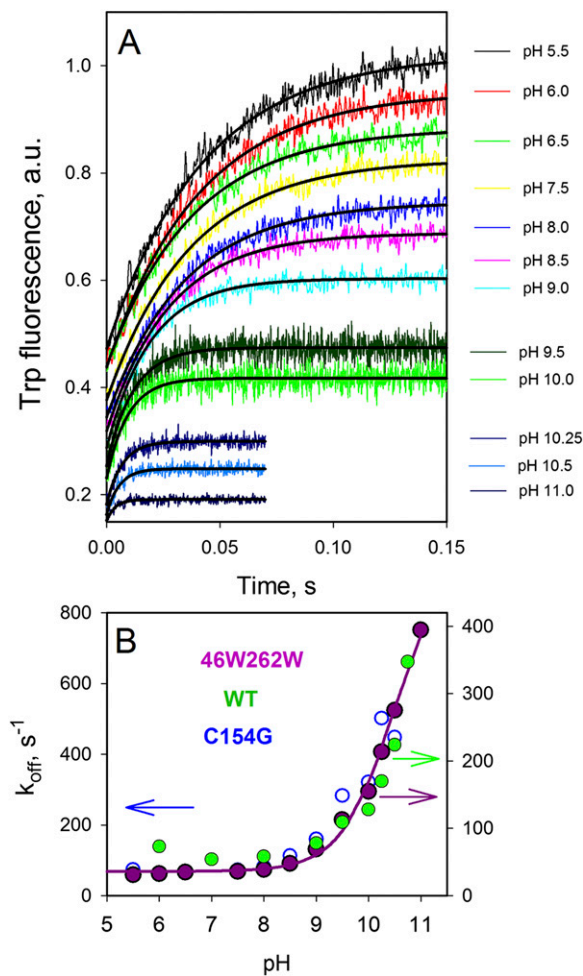 A
1.0
0.8
0.6
0.4
0.2
Trp fluorescence, a.u.
0.00 0.05 0.10 0.15
Time, s
pH 5.5
pH 6.0
pH 6.5
pH 7.5
pH 8.0
pH 8.5
pH 9.0
pH 9.5
pH 10.0
pH 10.25
pH 10.5
pH 11.0
B
46W262W
WT
C154G
800
600
400
200
0
koff, s-1
400
300
200
100
0
5 6 7 8 9 10 11
pH